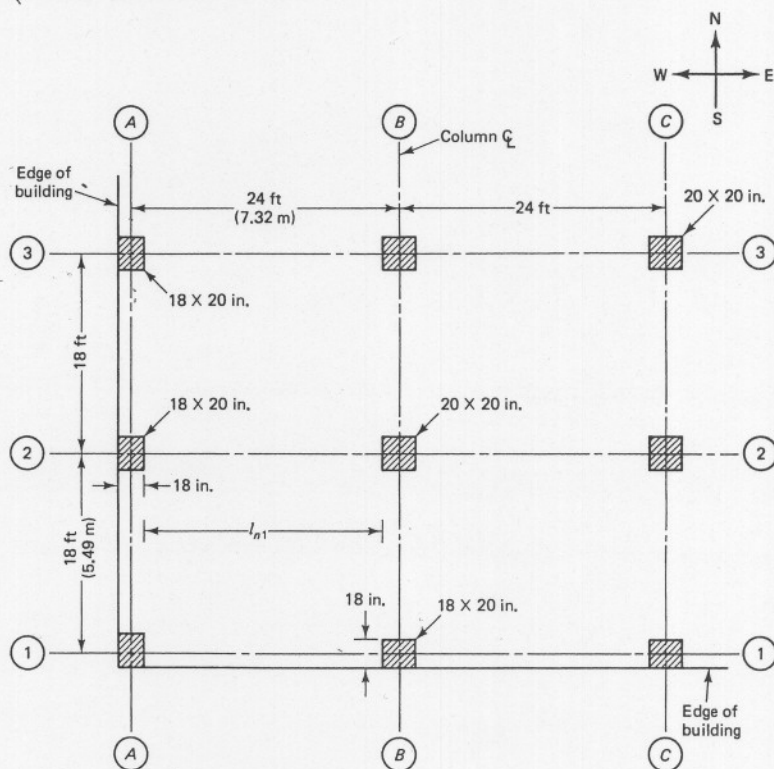 N
W E
S
A B C
Column ℄
Edge of
building
24 ft
(7.32 m)
24 ft
20 X 20 in.
3 3
18 X 20 in.
18 ft
18 X 20 in.
20 X 20 in.
2 2
18 in.
18 ft
(5.49 m)
ln1
18 in.
18 X 20 in.
1 1
Edge of
building
A B C